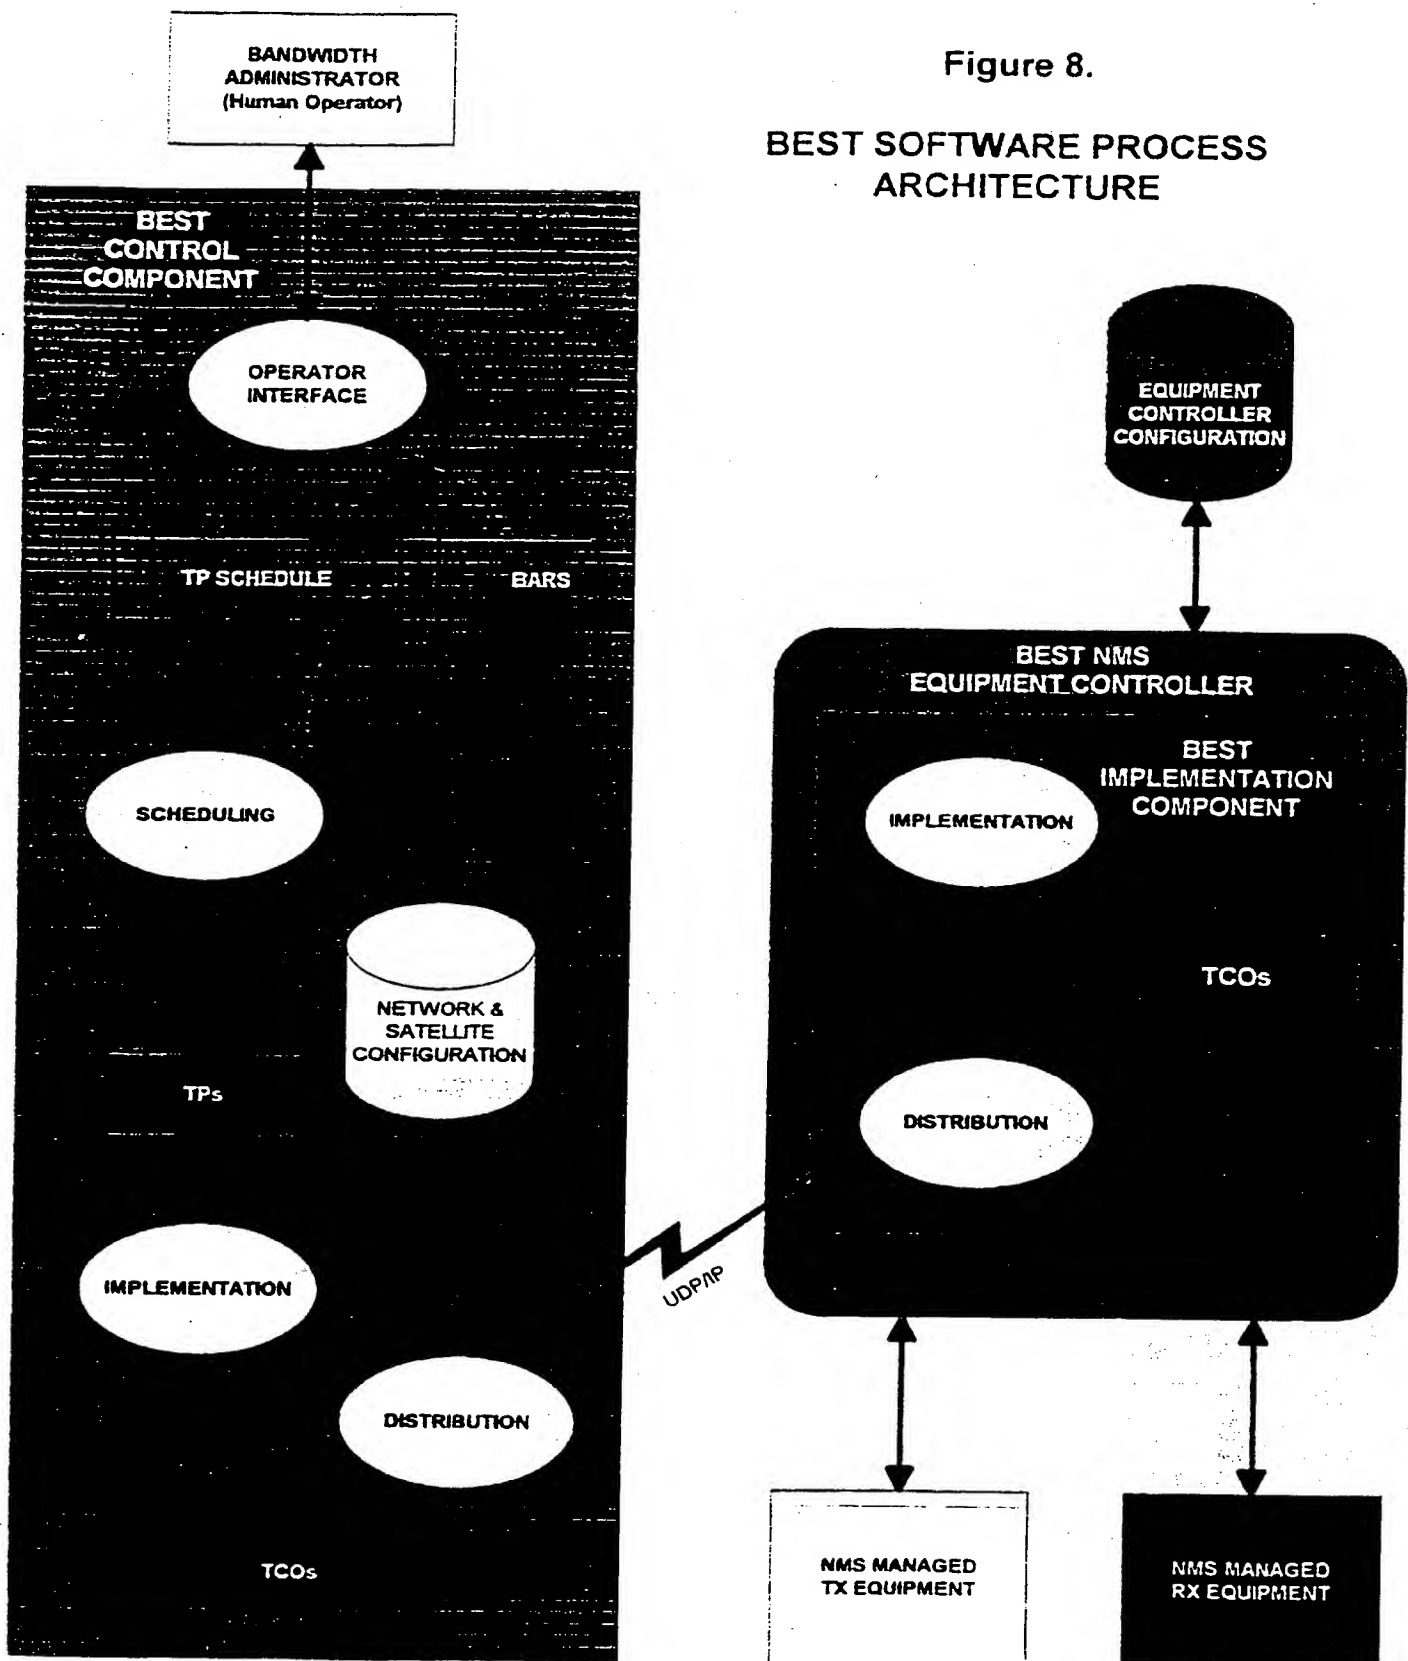 BANDWIDTH
ADMINISTRATOR
(Human Operator)
Figure 8.
BEST SOFTWARE PROCESS
ARCHITECTURE
BEST
CONTROL
COMPONENT
OPERATOR
INTERFACE
TP SCHEDULE
BARS
SCHEDULING
NETWORK &
SATELLITE
CONFIGURATION
TPs
IMPLEMENTATION
DISTRIBUTION
TCOs
UDP/IP
EQUIPMENT
CONTROLLER
CONFIGURATION
BEST NMS
EQUIPMENT CONTROLLER
BEST
IMPLEMENTATION
COMPONENT
IMPLEMENTATION
TCOs
DISTRIBUTION
NMS MANAGED
TX EQUIPMENT
NMS MANAGED
RX EQUIPMENT